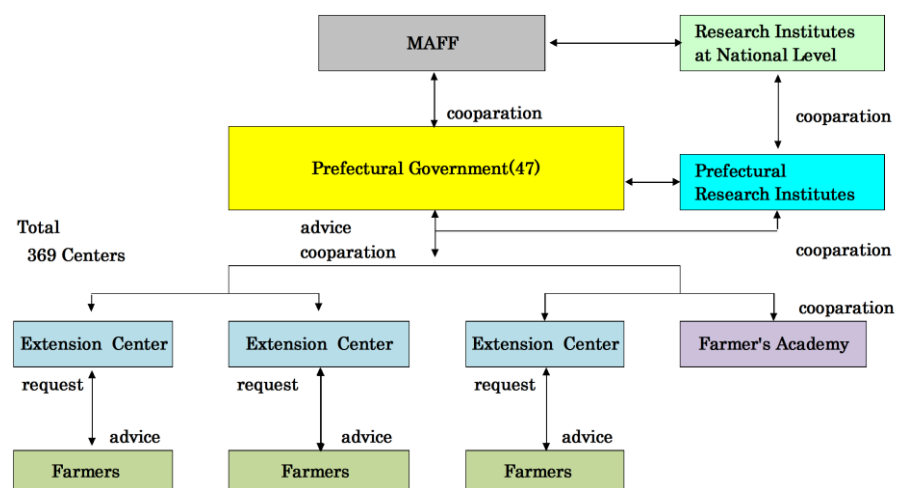 MAFF
Research Institutes
at National Level
cooparation
cooparation
Prefectural Government(47)
Prefectural
Research Institutes
Total
369 Centers
advice
cooparation
cooparation
cooparation
Extension Center
Extension Center
Extension Center
Farmer's Academy
request
request
request
advice
advice
advice
Farmers
Farmers
Farmers